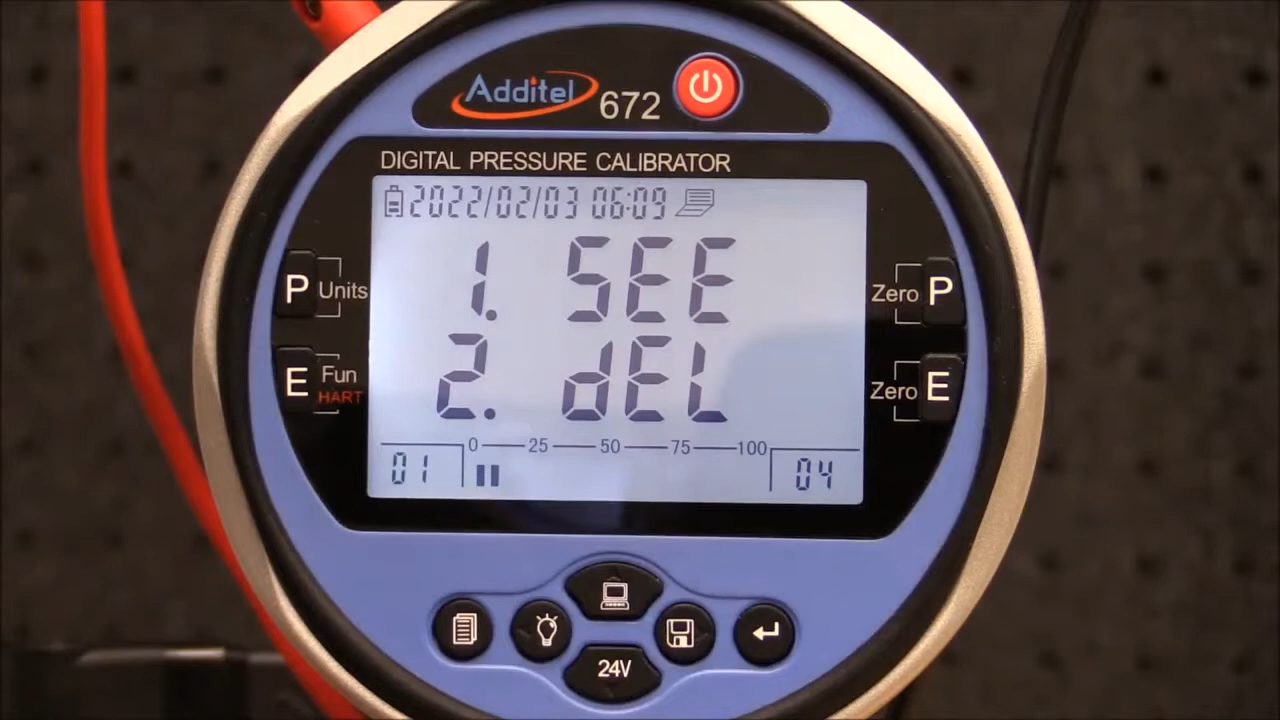 Additel 672
DIGITAL PRESSURE CALIBRATOR
2022/02/03 06:09
1. SEE
2. dEL
P Units
Zero P
E Fun
HART
Zero E
0 25 50 75 100
01
04
24V